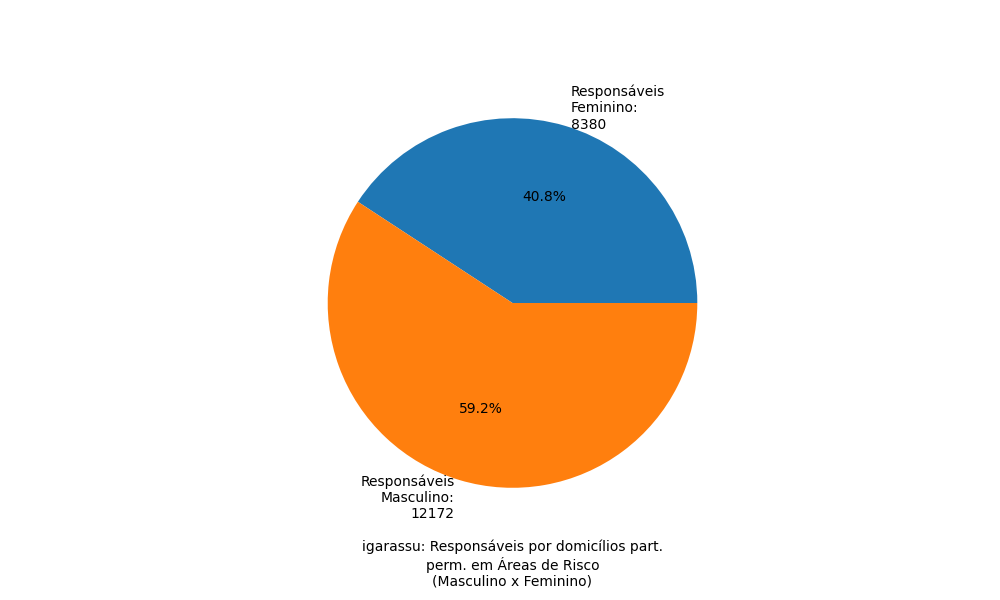 Responsáveis
Feminino:
8380
40.8%
59.2%
Responsáveis
Masculino:
12172
igarassu: Responsáveis por domicílios part.
perm. em Áreas de Risco
(Masculino x Feminino)